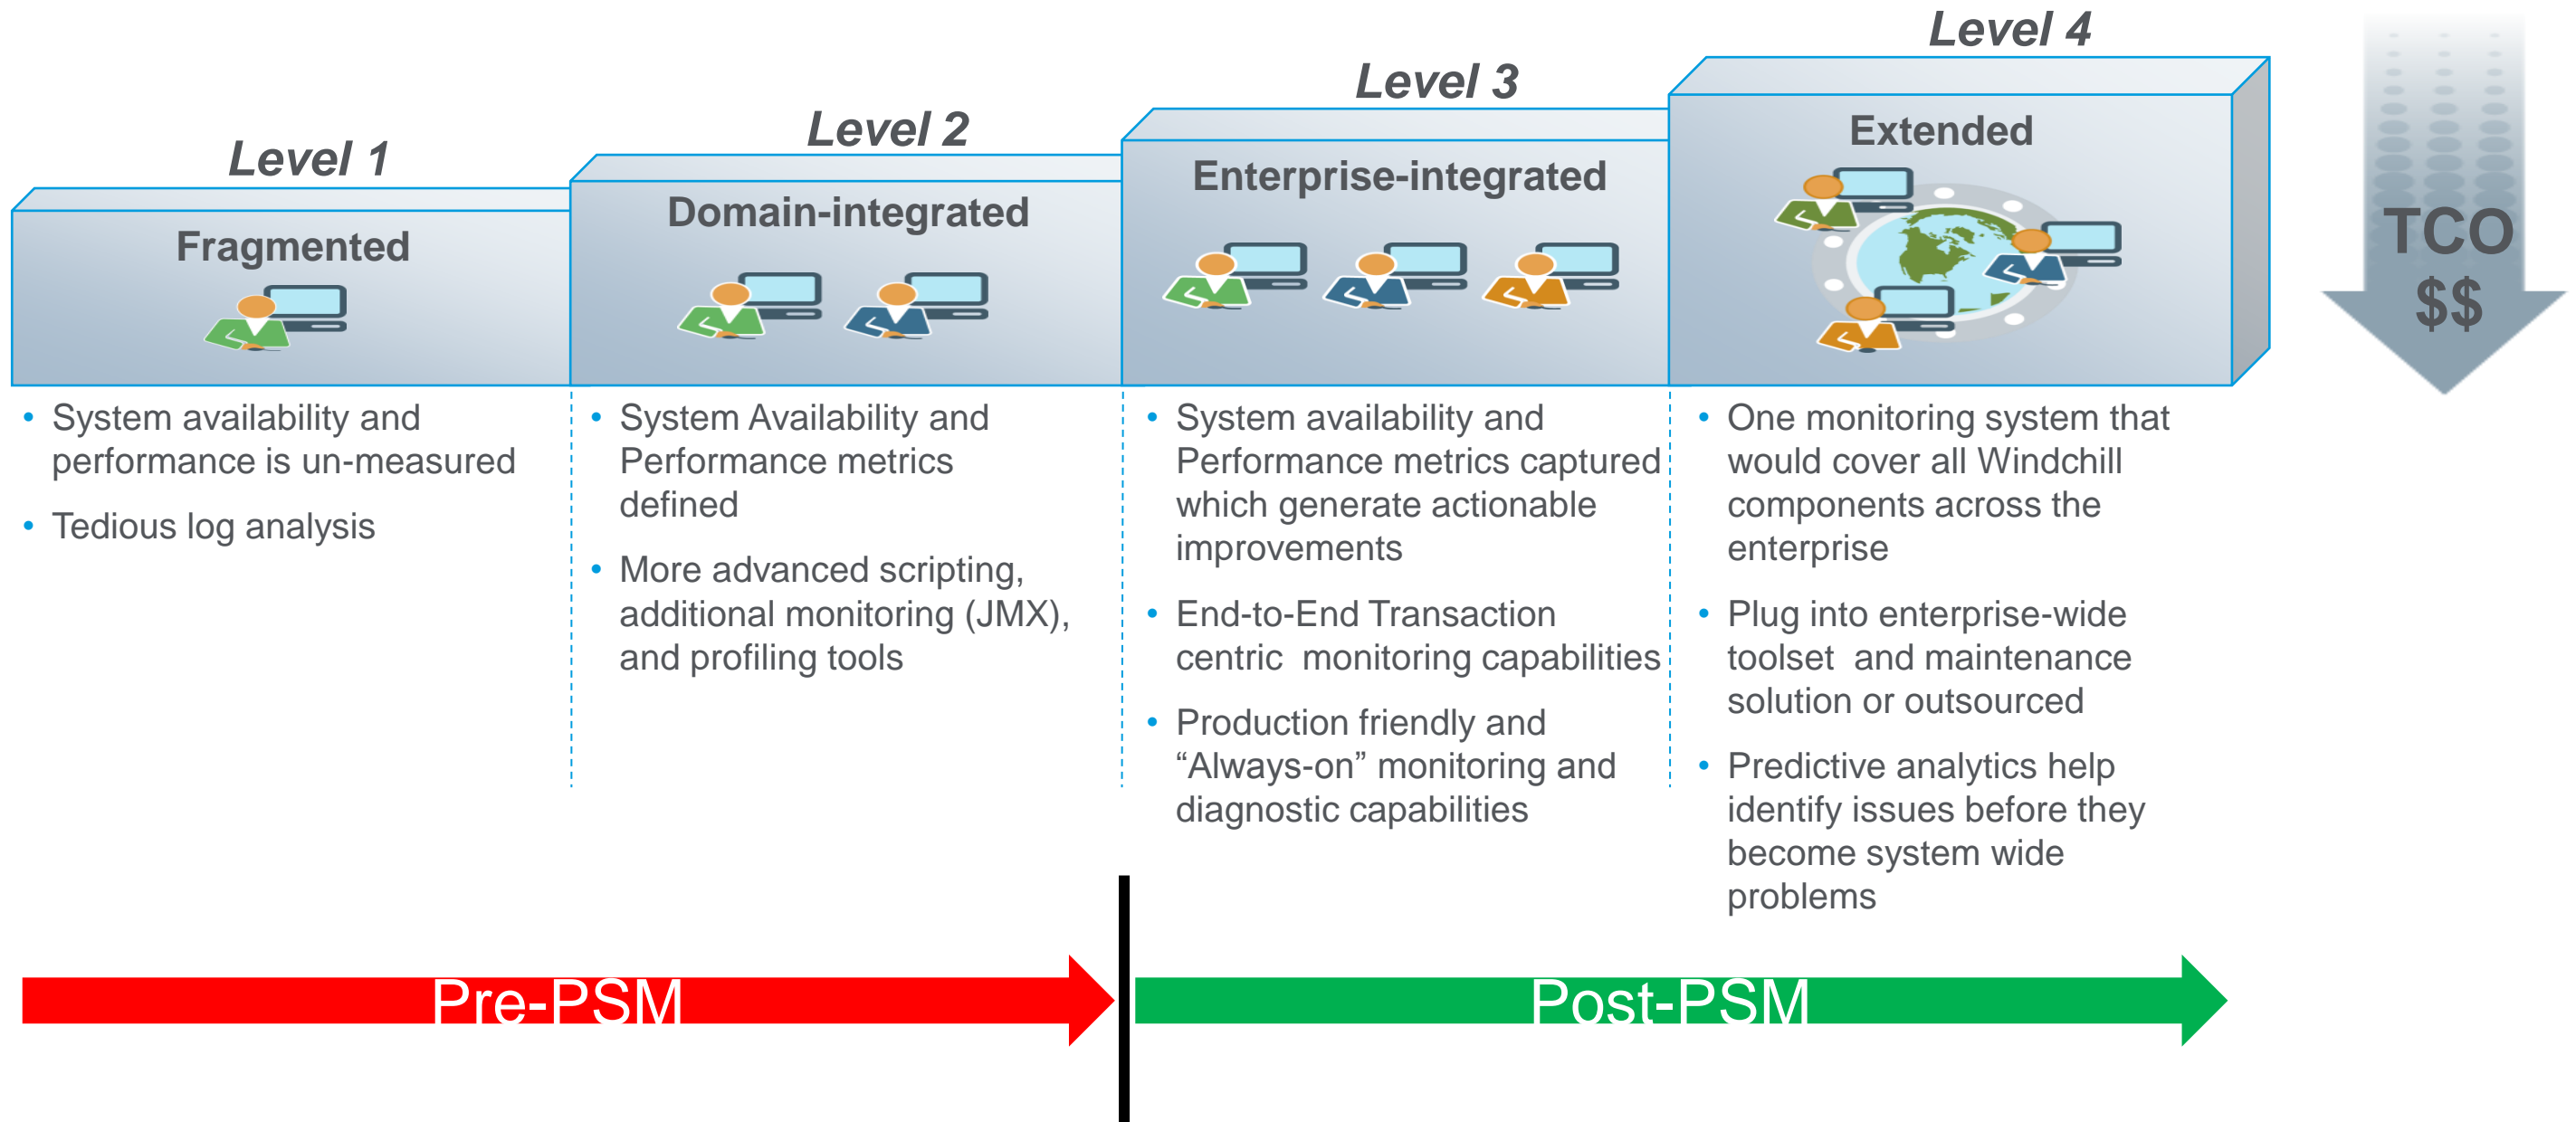 Level 1
Fragmented
• System availability and
performance is un-measured
• Tedious log analysis
Level 2
Domain-integrated
• System Availability and
Performance metrics
defined
• More advanced scripting,
additional monitoring (JMX),
and profiling tools
Level 3
Enterprise-integrated
• System availability and
Performance metrics captured
which generate actionable
improvements
• End-to-End Transaction
centric  monitoring capabilities
• Production friendly and
“Always-on” monitoring and
diagnostic capabilities
Level 4
Extended
• One monitoring system that
would cover all Windchill
components across the
enterprise
• Plug into enterprise-wide
toolset  and maintenance
solution or outsourced
• Predictive analytics help
identify issues before they
become system wide
problems
TCO
$$
Pre-PSM
Post-PSM